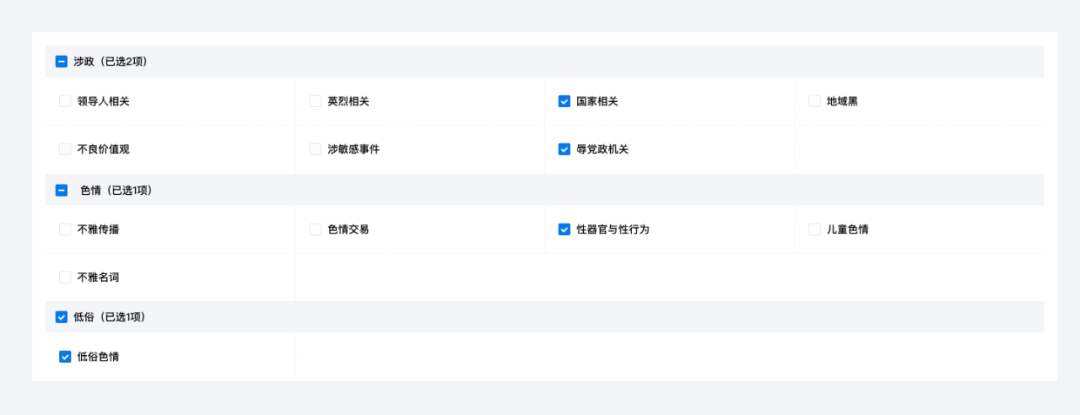 涉政（已选2项）
领导人相关 英烈相关 国家相关 地域黑
不良价值观 涉敏感事件 辱党政机关
色情（已选1项）
不雅传播 色情交易 性器官与性行为 儿童色情
不雅名词
低俗（已选1项）
低俗色情